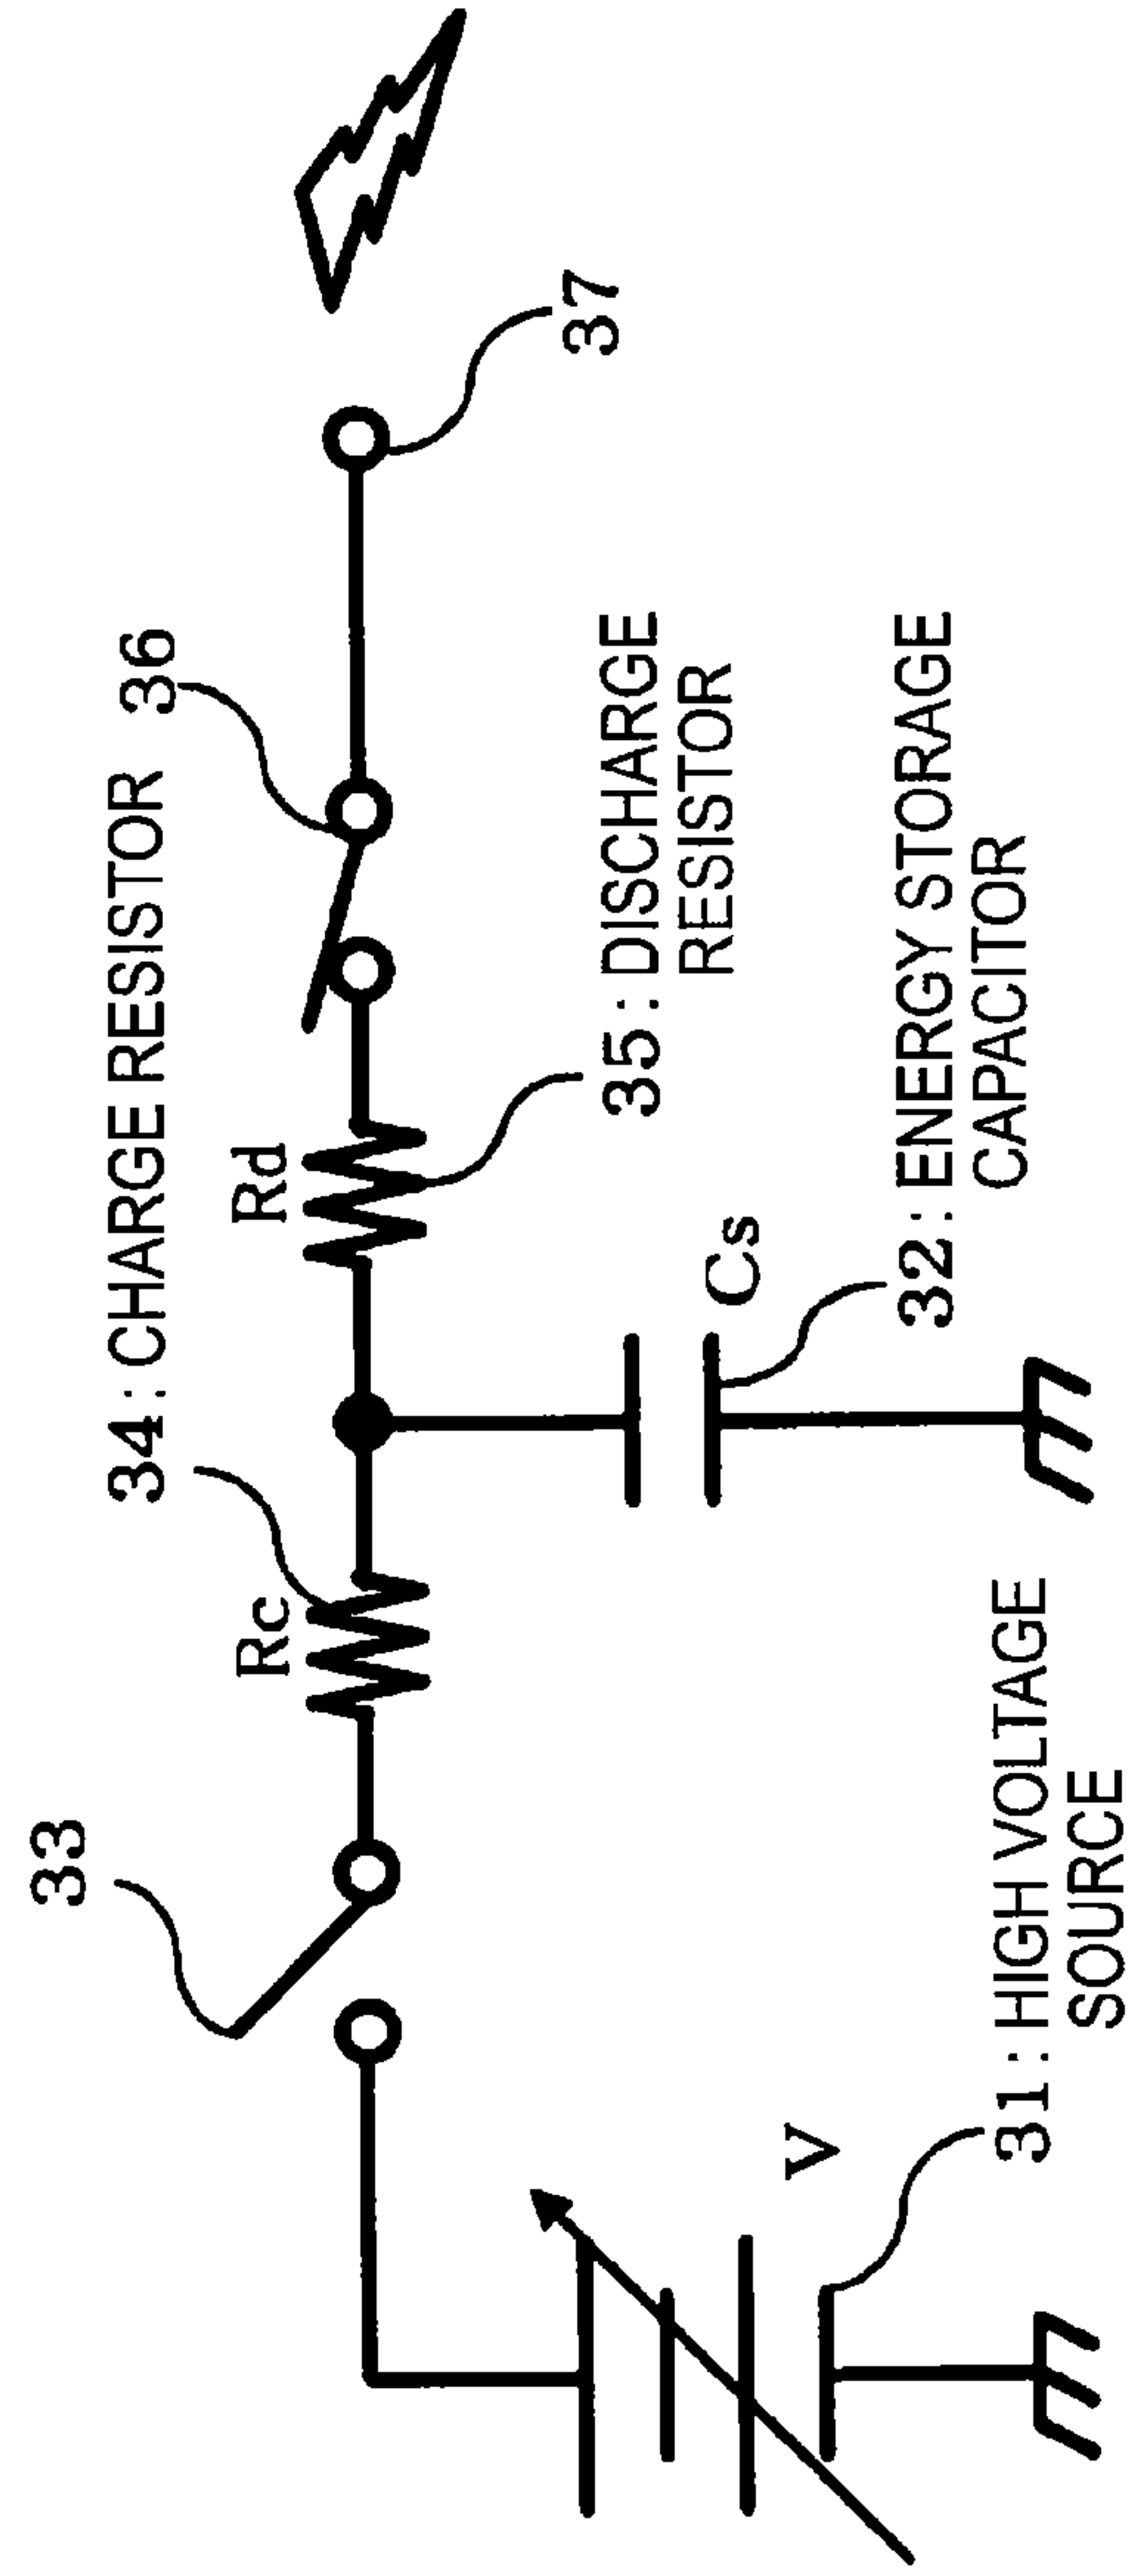 34 : CHARGE RESISTOR
36
33
Rc
Rd
37
35 : DISCHARGE
RESISTOR
Cs
V
32 : ENERGY STORAGE
CAPACITOR
31 : HIGH VOLTAGE
SOURCE